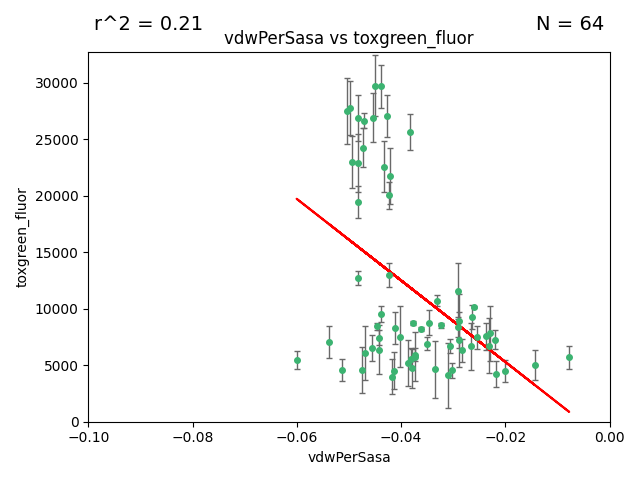 r^2 = 0.21
N = 64
vdwPerSasa vs toxgreen_fluor
toxgreen_fluor
30000
25000
20000
15000
10000
5000
0
−0.10
−0.08
−0.06
−0.04
−0.02
0.00
vdwPerSasa